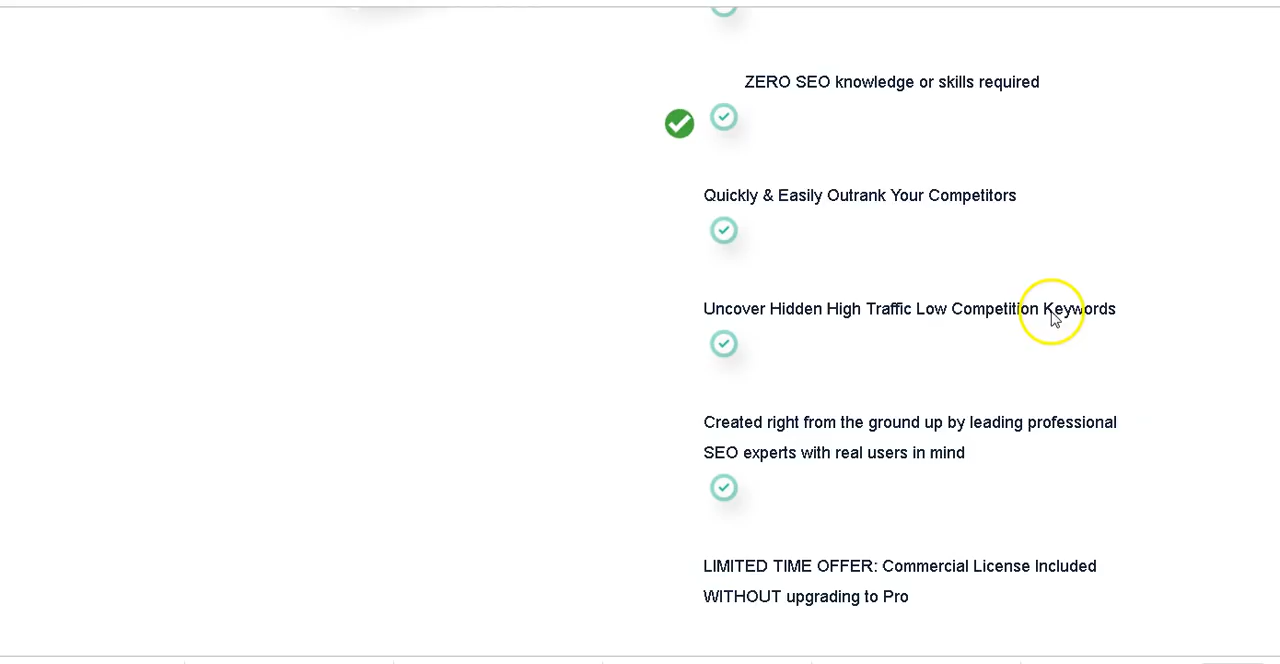 ZERO SEO knowledge or skills required
Quickly & Easily Outrank Your Competitors
Uncover Hidden High Traffic Low Competition Keywords
Created right from the ground up by leading professional
SEO experts with real users in mind
LIMITED TIME OFFER: Commercial License Included
WITHOUT upgrading to Pro